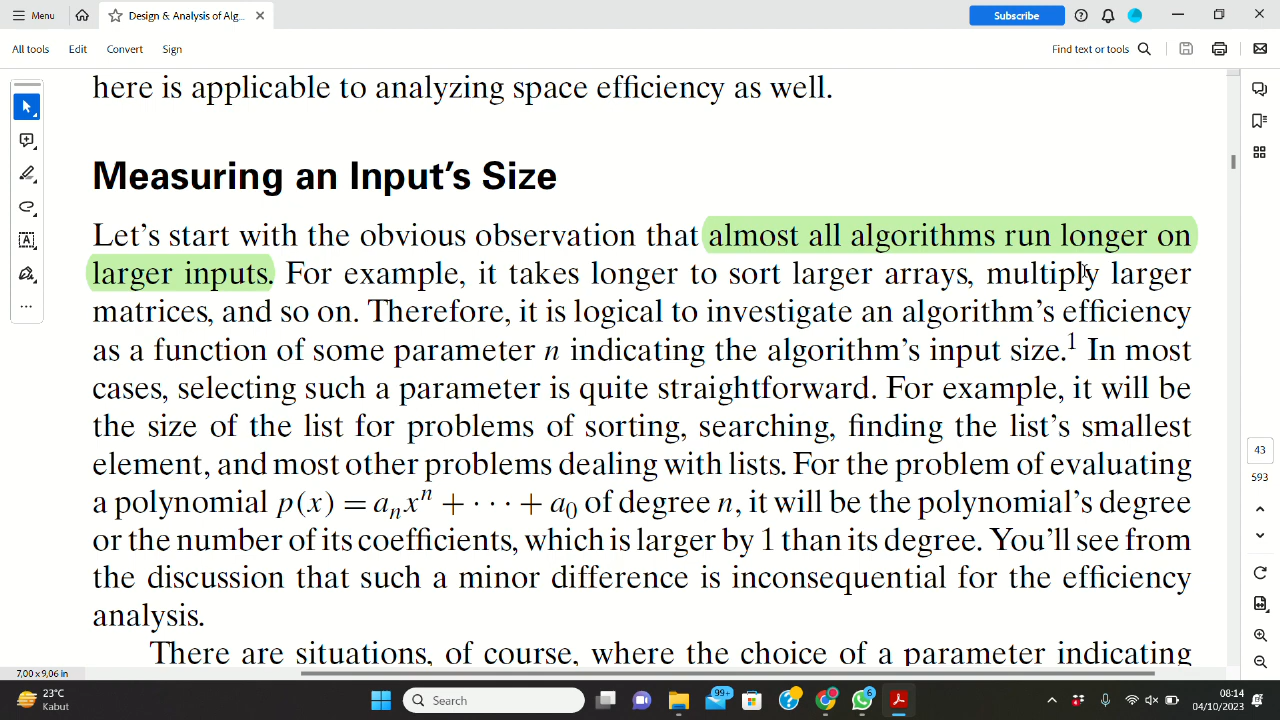 Menu
Design & Analysis of Alg...
Subscribe
All tools
Edit
Convert
Sign
Find text or tools
here is applicable to analyzing space efficiency as well.
Measuring an Input's Size
Let's start with the obvious observation that almost all algorithms run longer on
larger inputs. For example, it takes longer to sort larger arrays, multiply larger
matrices, and so on. Therefore, it is logical to investigate an algorithm's efficiency
as a function of some parameter n indicating the algorithm's input size.¹ In most
cases, selecting such a parameter is quite straightforward. For example, it will be
the size of the list for problems of sorting, searching, finding the list's smallest
element, and most other problems dealing with lists. For the problem of evaluating
a polynomial p(x) = aₙxⁿ + · · · + a₀ of degree n, it will be the polynomial's degree
or the number of its coefficients, which is larger by 1 than its degree. You'll see from
the discussion that such a minor difference is inconsequential for the efficiency
analysis.
There are situations, of course, where the choice of a parameter indicating
43
593
7,00 x 9,06 in
23°C
Kabut
Search
99+
6
08:14
04/10/2023